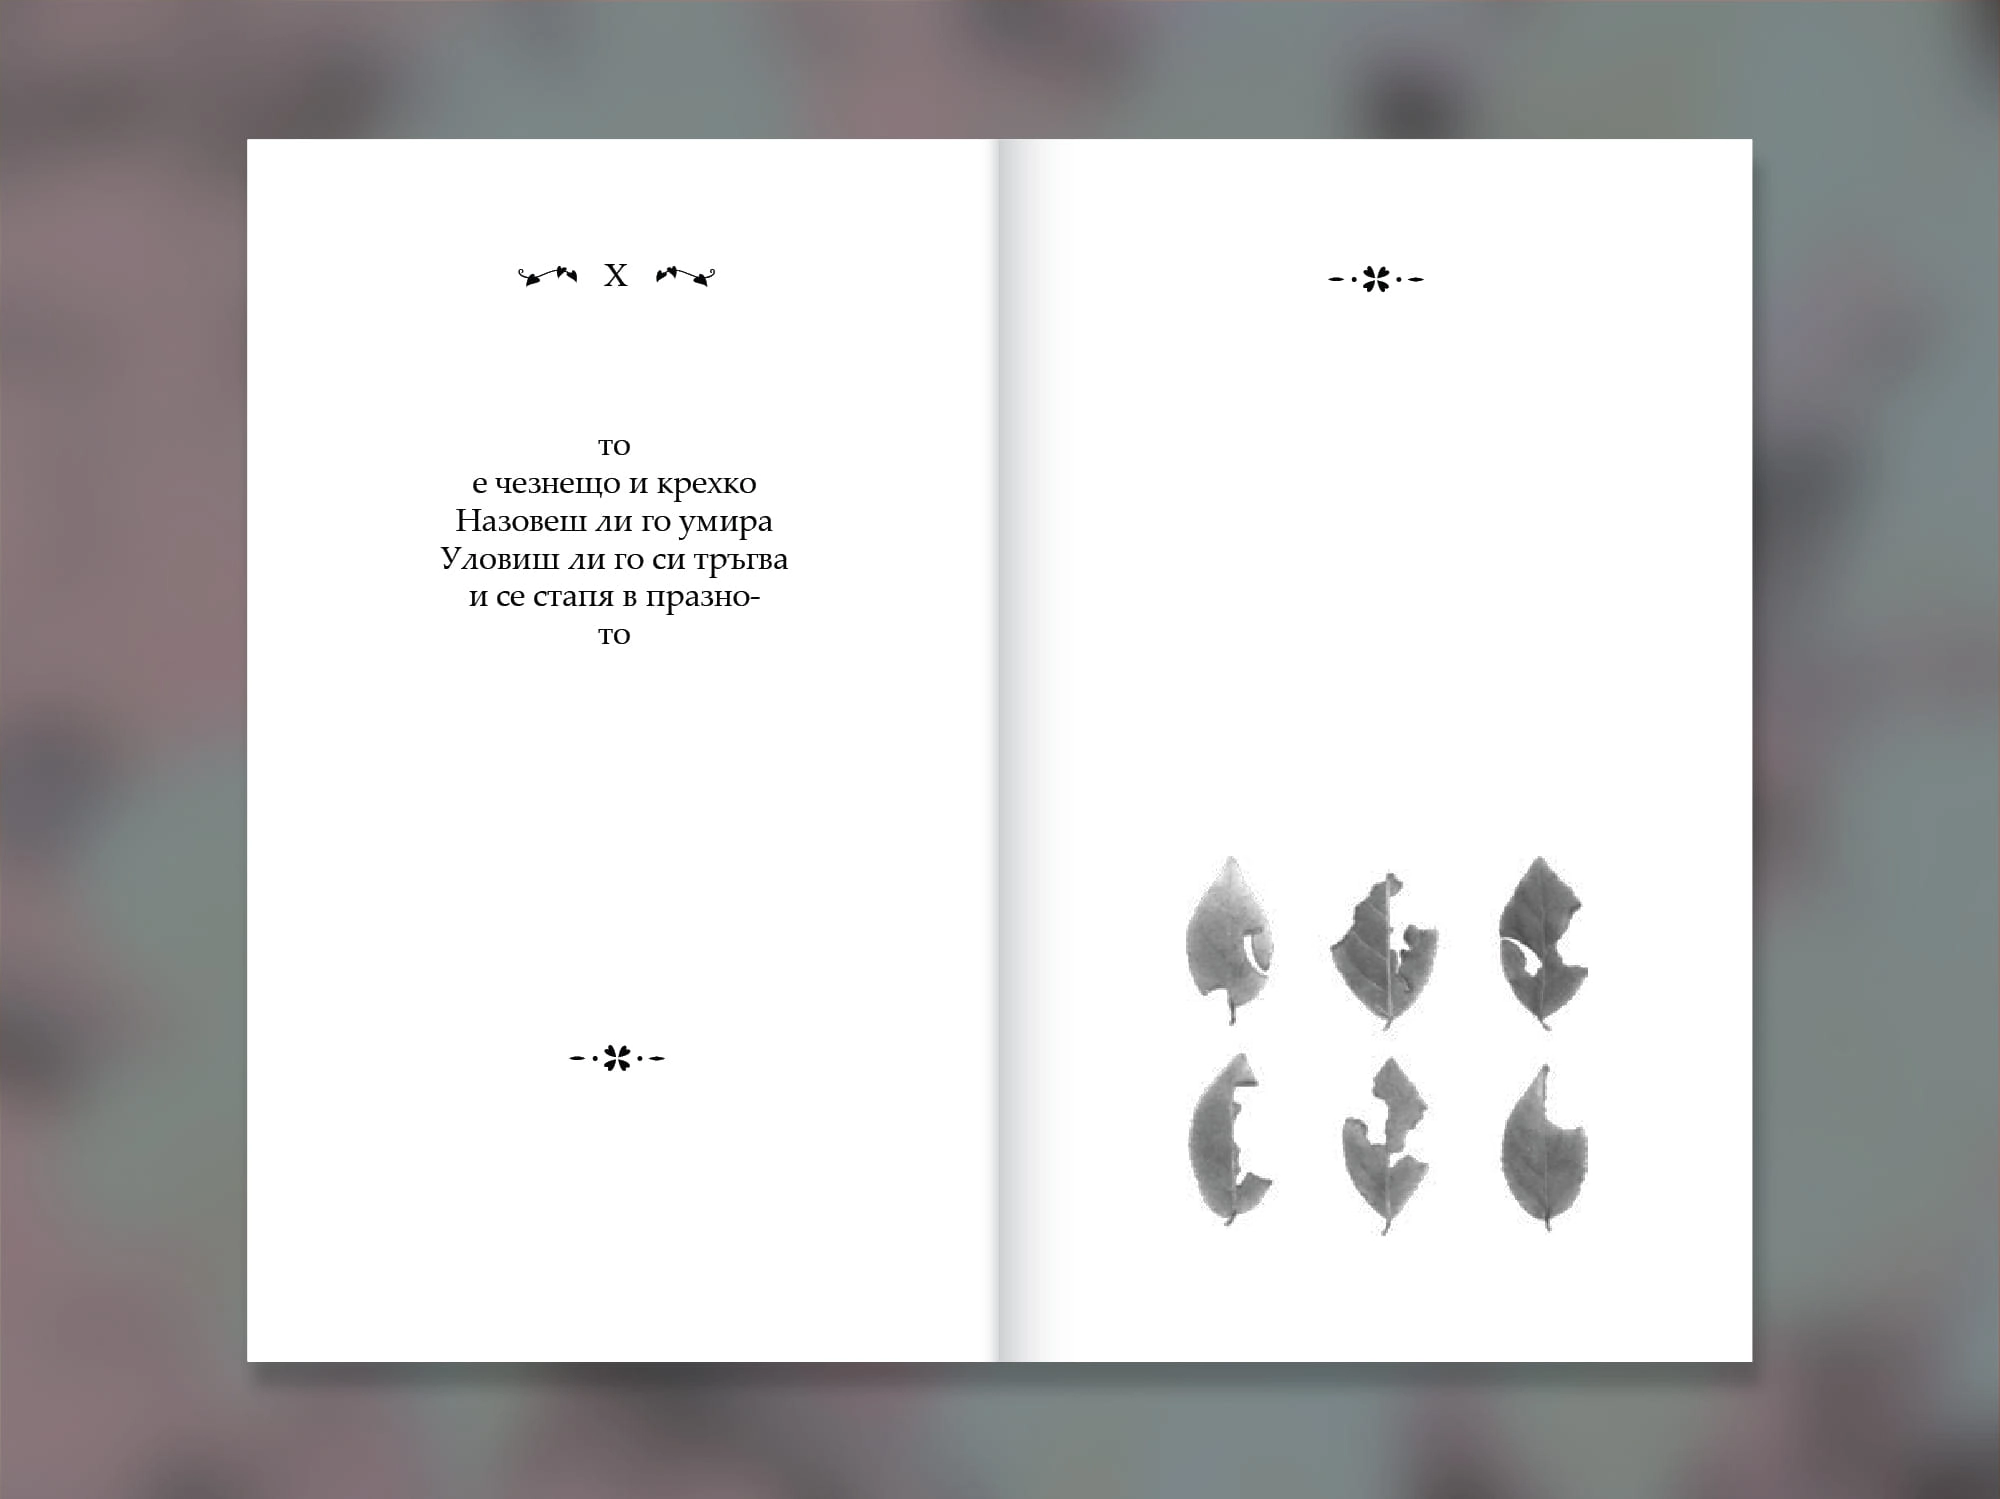 X
то
е чезнещо и крехко
Назовеш ли го умира
Уловиш ли го си тръгва
и се стапя в празно-
то